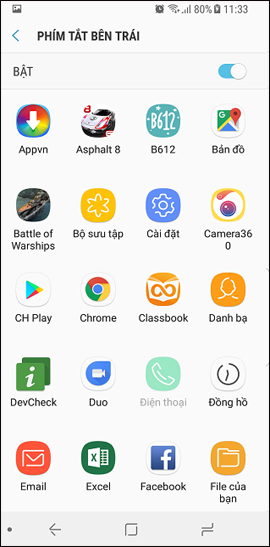 80% 11:33
PHÍM TẮT BÊN TRÁI
BẬT
Appvn Asphalt 8 B612 Bản đồ
Battle of Warships Bộ sưu tập Cài đặt Camera36
0
CH Play Chrome Classbook Danh bạ
DevCheck Duo Điện thoại Đồng hồ
Email Excel Facebook File của
bạn